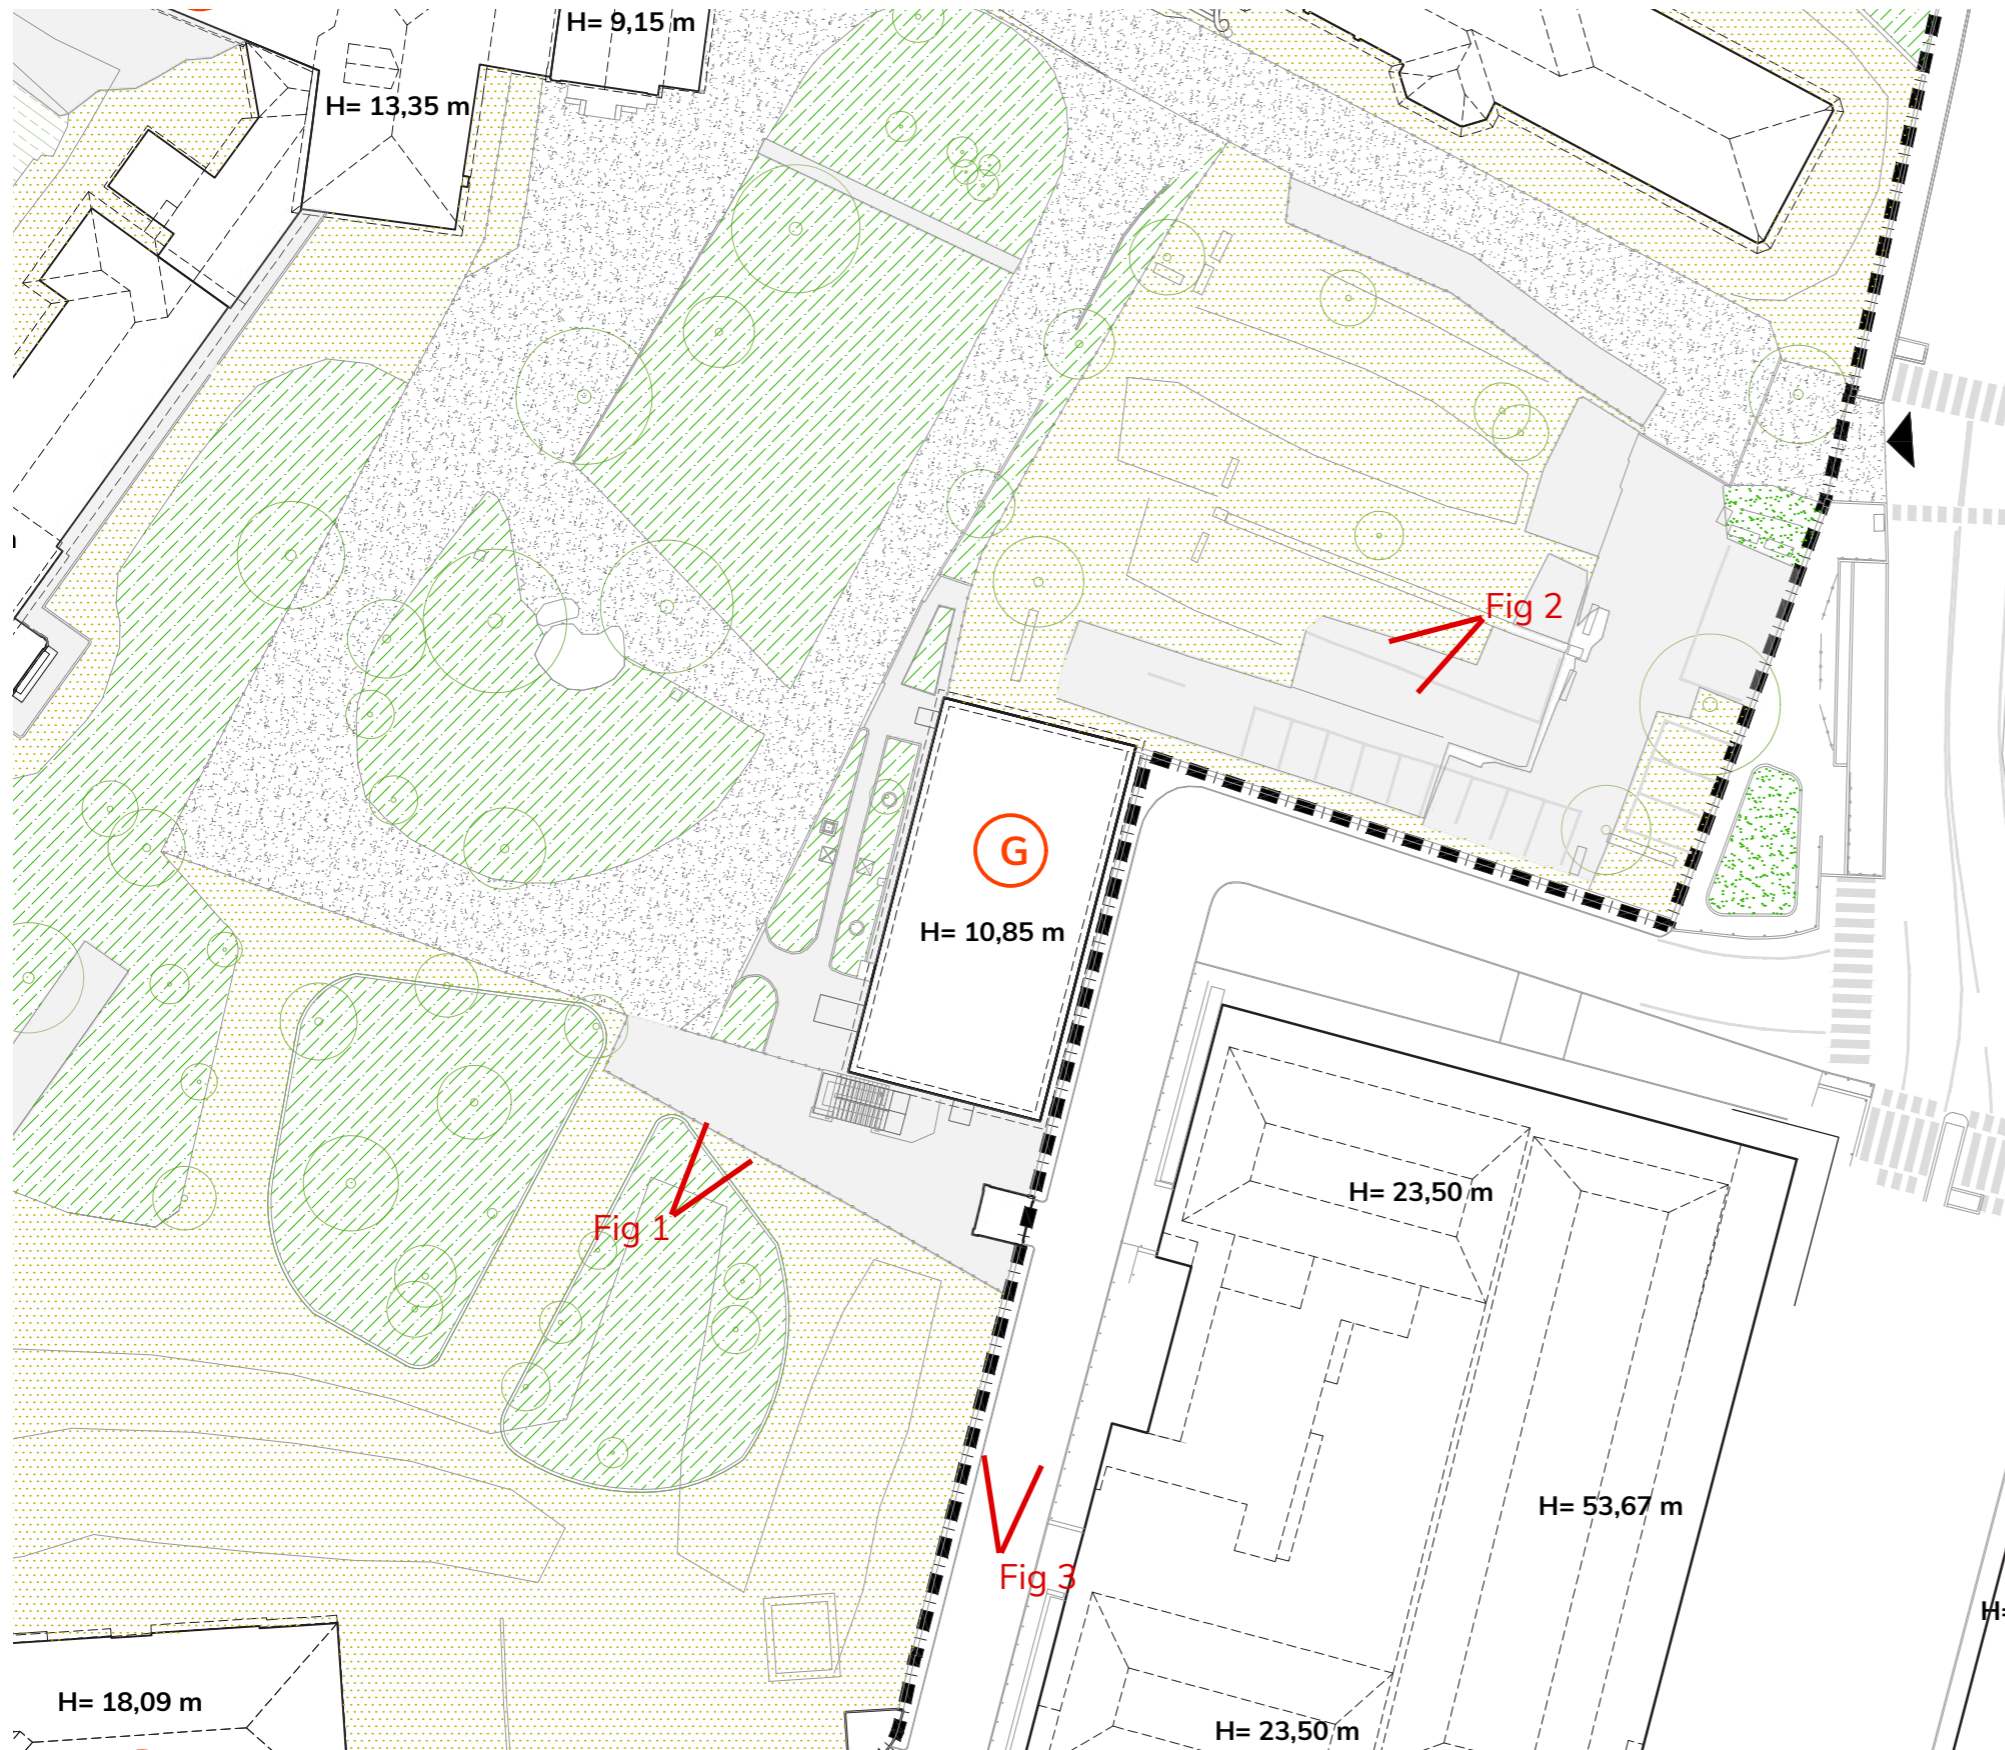 H= 9,15 m
H= 13,35 m
Fig 2
G
H= 10,85 m
H= 23,50 m
Fig 1
H= 53,67 m
Fig 3
H=
H= 18,09 m
H= 23,50 m